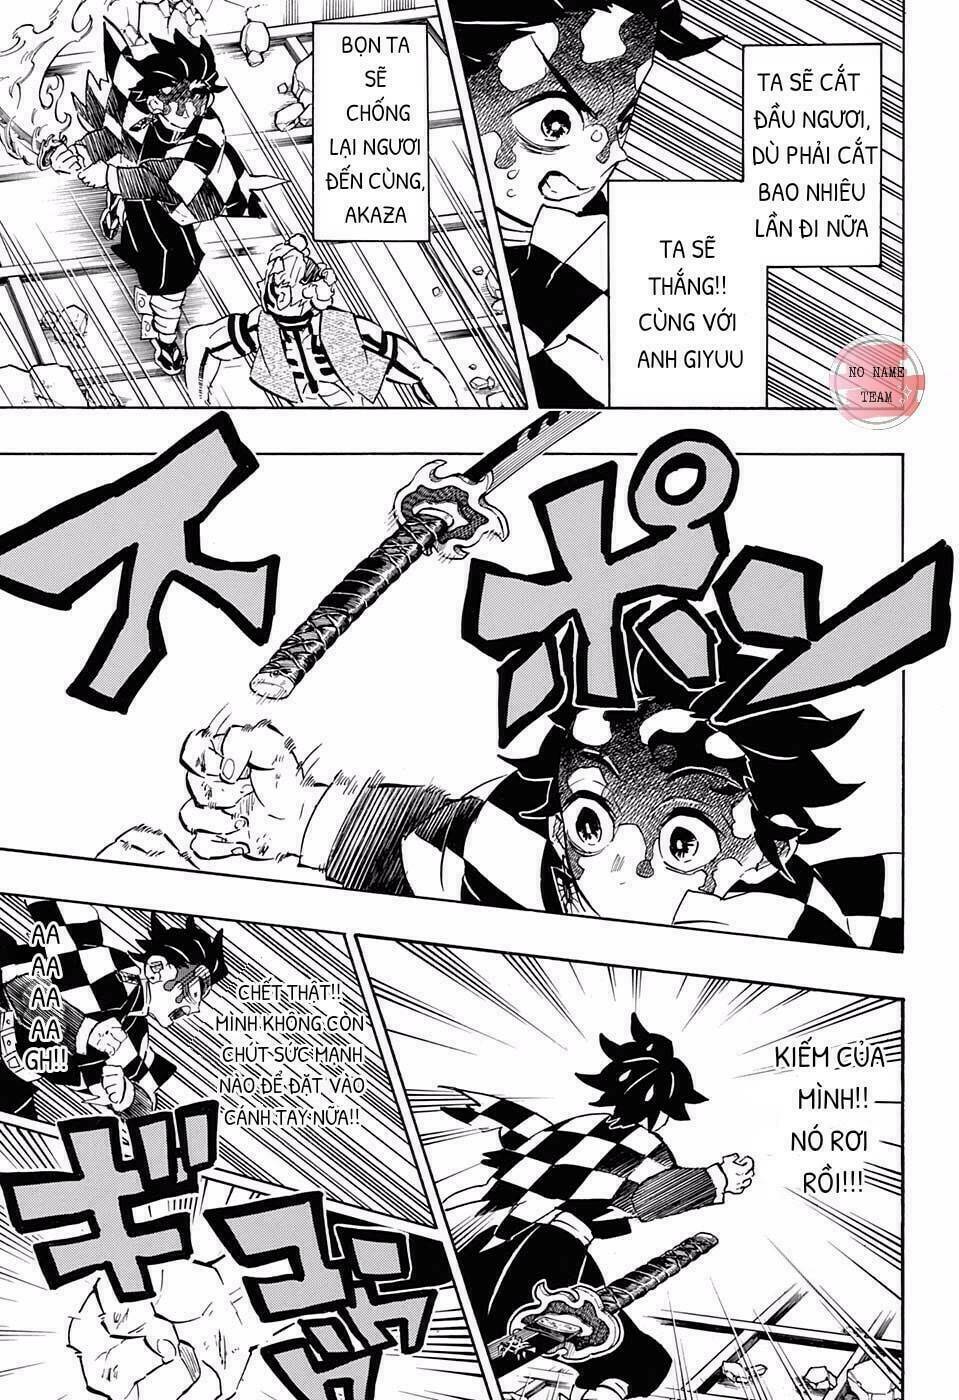 TA SẼ CẮT
ĐẦU NGƯƠI,
DÙ PHẢI CẮT
BAO NHIÊU
LẦN ĐI NỮA
TA SẼ
THẮNG!!
CÙNG VỚI
ANH GIYUU
BỌN TA
SẼ
CHỐNG
LẠI NGƯƠI
ĐẾN CÙNG,
AKAZA
NO NAME
TEAM
スポン
KIẾM CỦA
MÌNH!!
NÓ RƠI
RỒI!!!
CHẾT THẬT!!
MÌNH KHÔNG CÒN
CHÚT SỨC MẠNH
NÀO ĐỂ ĐẶT VÀO
CÁNH TAY NỮA!!
AA
AA
AA
AA
GH!!